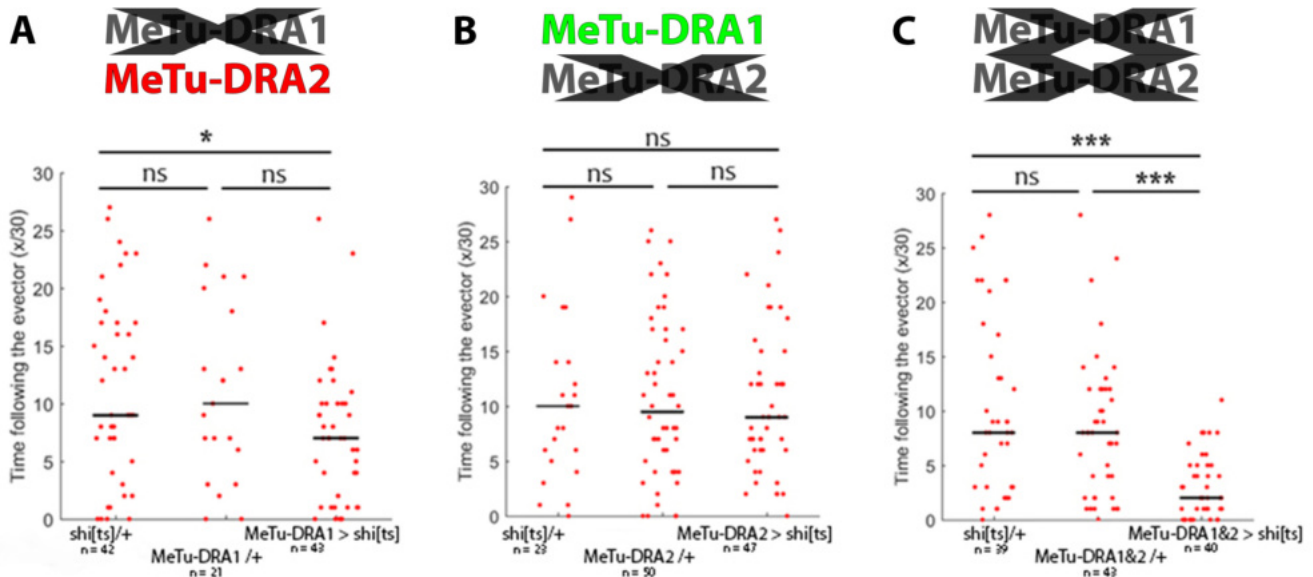 A
MeTu-DRA1
MeTu-DRA2
*
ns
ns
Time following the evector (x/30)
30
25
20
15
10
5
0
shi[ts]/+
n = 42
MeTu-DRA1 /+
n = 21
MeTu-DRA1 > shi[ts]
n = 43
B
MeTu-DRA1
MeTu-DRA2
ns
ns
ns
Time following the evector (x/30)
30
25
20
15
10
5
0
shi[ts]/+
n = 23
MeTu-DRA2 /+
n = 50
MeTu-DRA2 > shi[ts]
n = 47
C
MeTu-DRA1
MeTu-DRA2
***
ns
***
Time following the evector (x/30)
30
25
20
15
10
5
0
shi[ts]/+
n = 39
MeTu-DRA1&2 /+
n = 43
MeTu-DRA1&2 > shi[ts]
n = 40